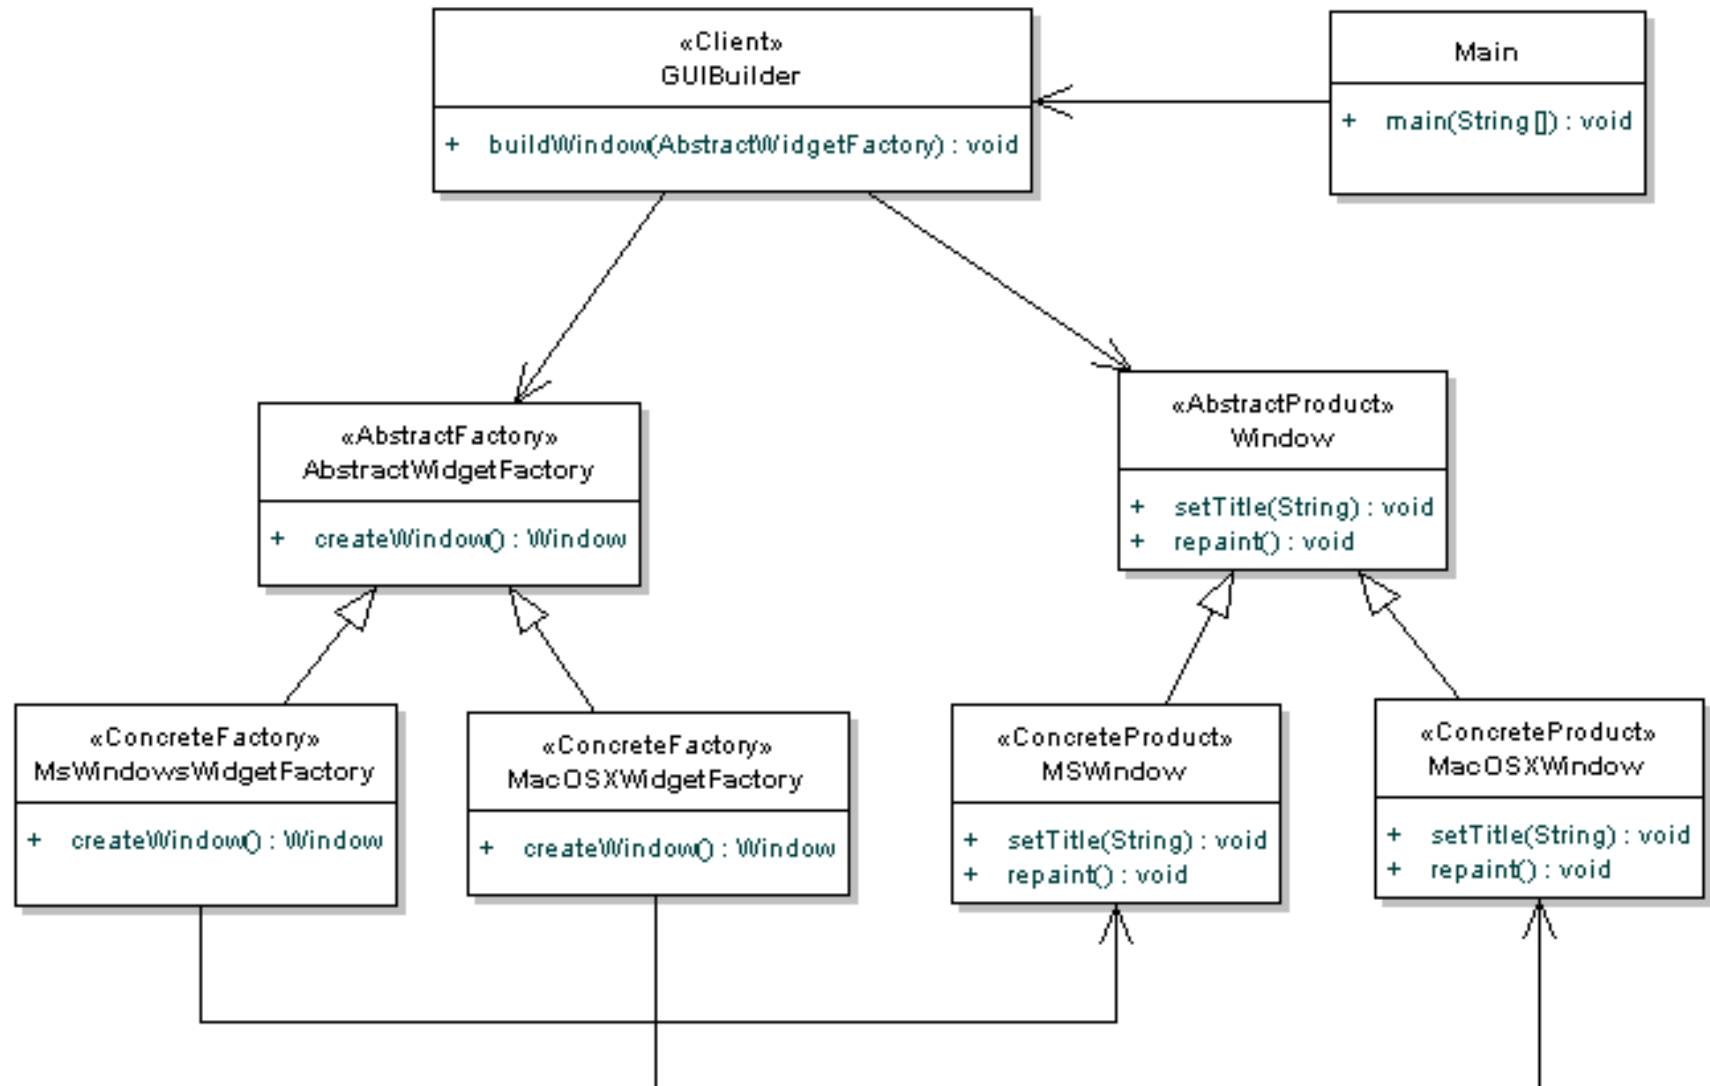 «Client»
GUIBuilder
+ buildWindow(AbstractWidgetFactory) : void
Main
+ main(String []) : void
«AbstractFactory»
AbstractWidgetFactory
+ createWindow() : Window
«AbstractProduct»
Window
+ setTitle(String) : void
+ repaint() : void
«ConcreteFactory»
MsWindowsWidgetFactory
+ createWindow() : Window
«ConcreteFactory»
MacOSXWidgetFactory
+ createWindow() : Window
«ConcreteProduct»
MSWindow
+ setTitle(String) : void
+ repaint() : void
«ConcreteProduct»
MacOSXWindow
+ setTitle(String) : void
+ repaint() : void